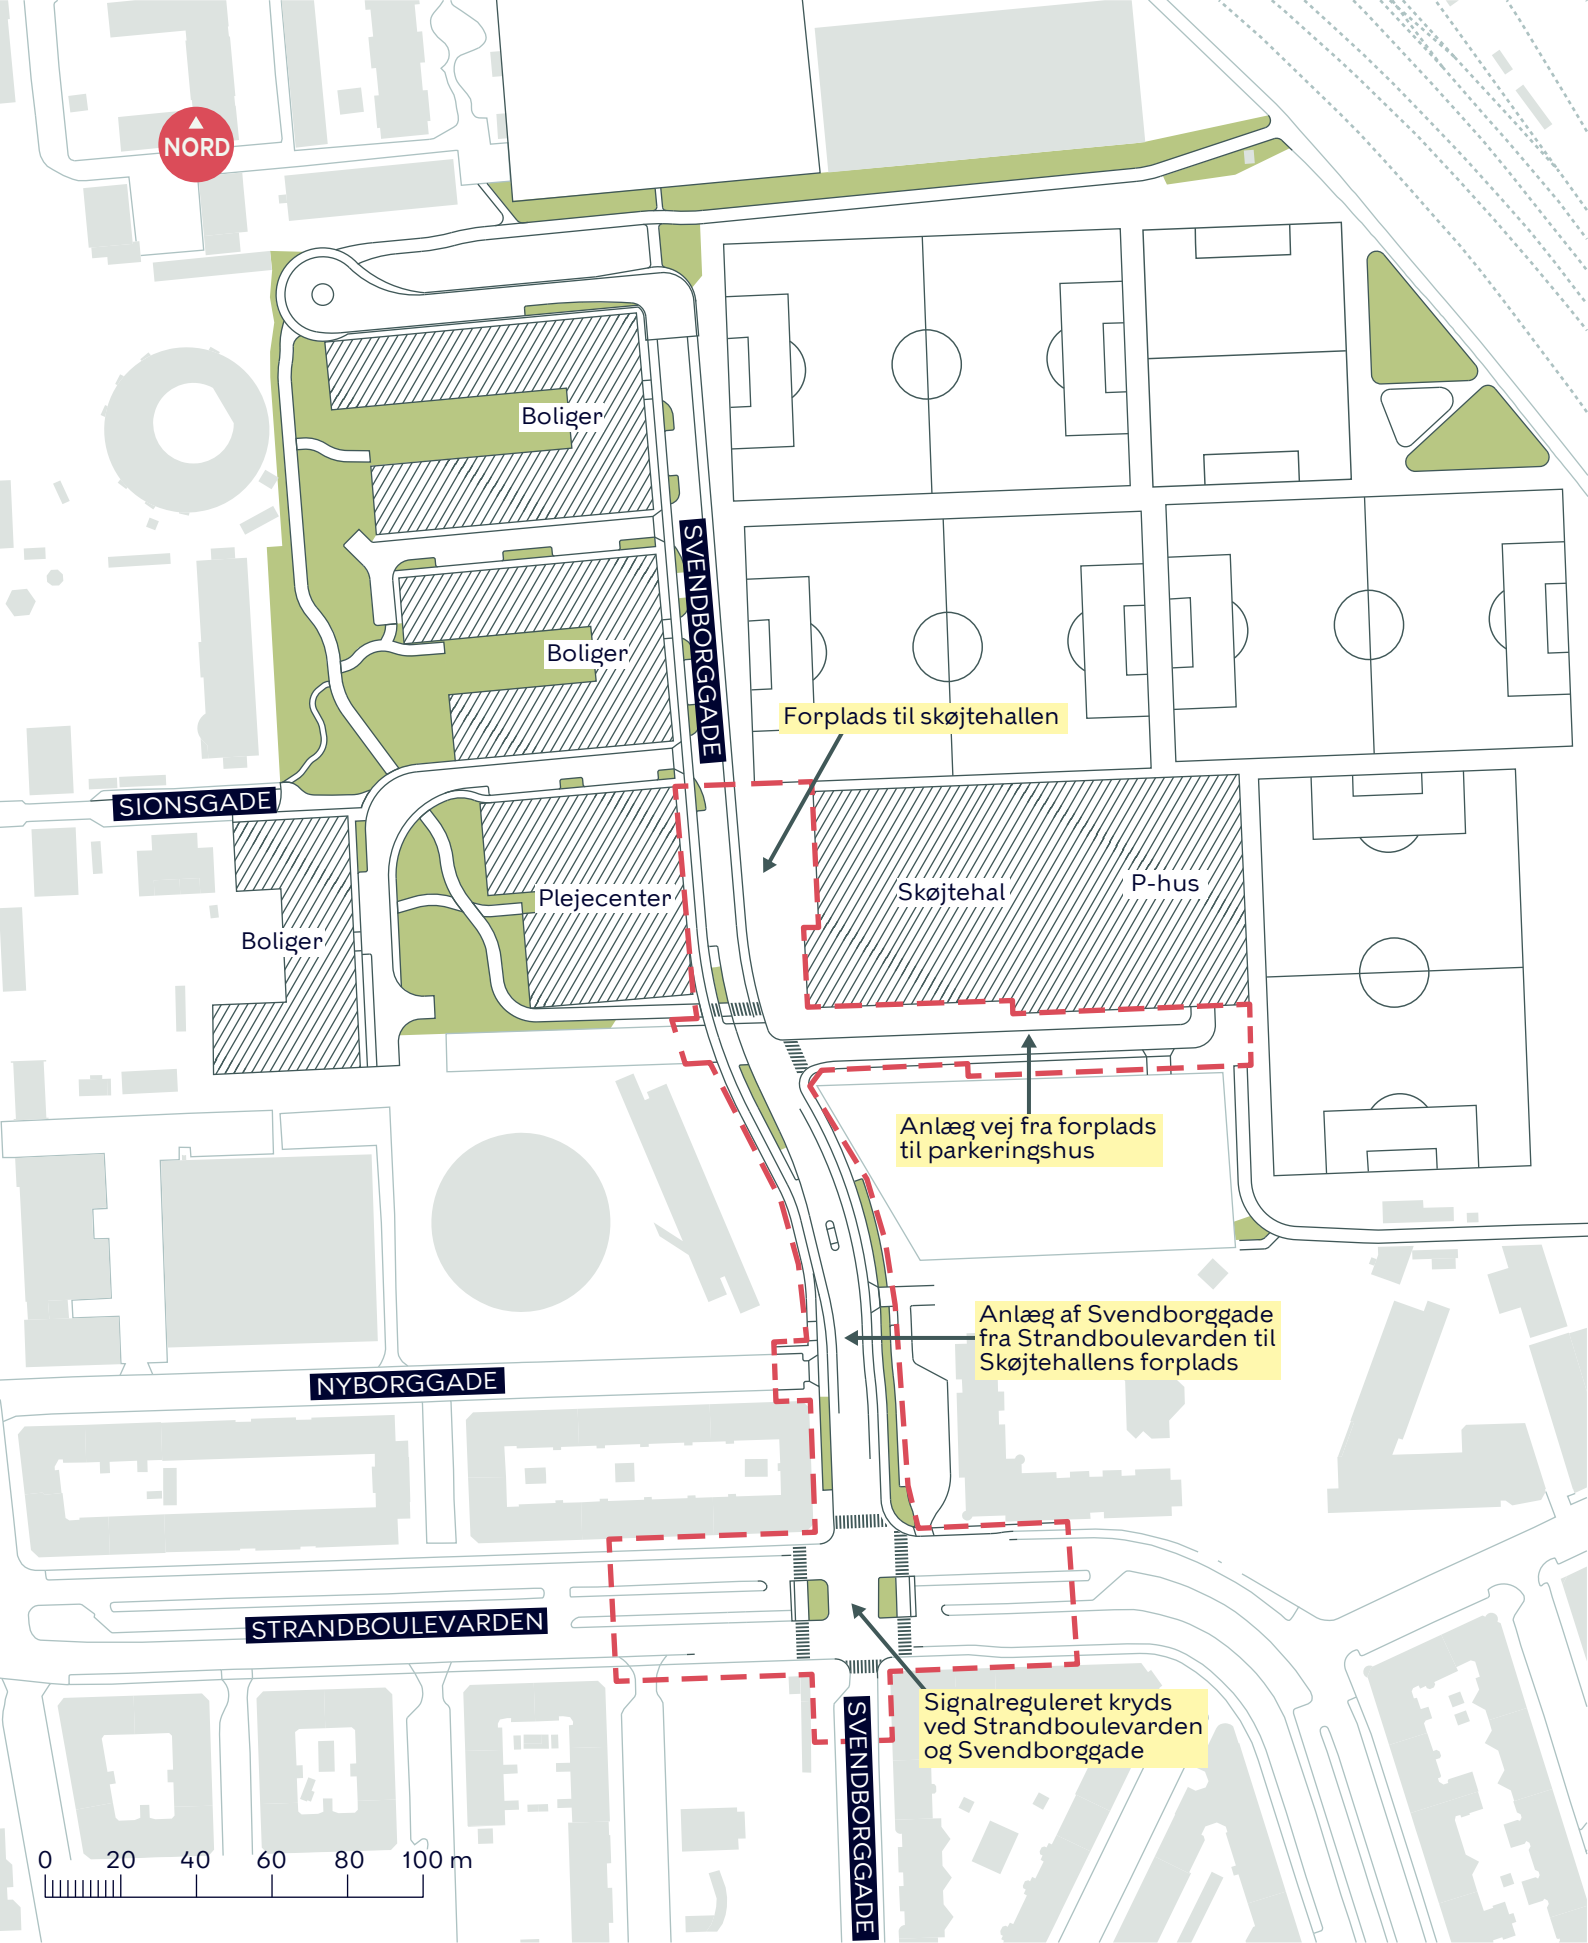 NORD
Boliger
SVENDBORGGADE
Boliger
Forplads til skøjtehallen
SIONSGADE
Plejecenter
Skøjtehal
P-hus
Boliger
Anlæg vej fra forplads
til parkeringshus
Anlæg af Svendborggade
fra Strandboulevarden til
Skøjtehallens forplads
NYBORGGADE
STRANDBOULEVARDEN
Signalreguleret kryds
ved Strandboulevarden
og Svendborggade
SVENDBORGGADE
0 20 40 60 80 100 m